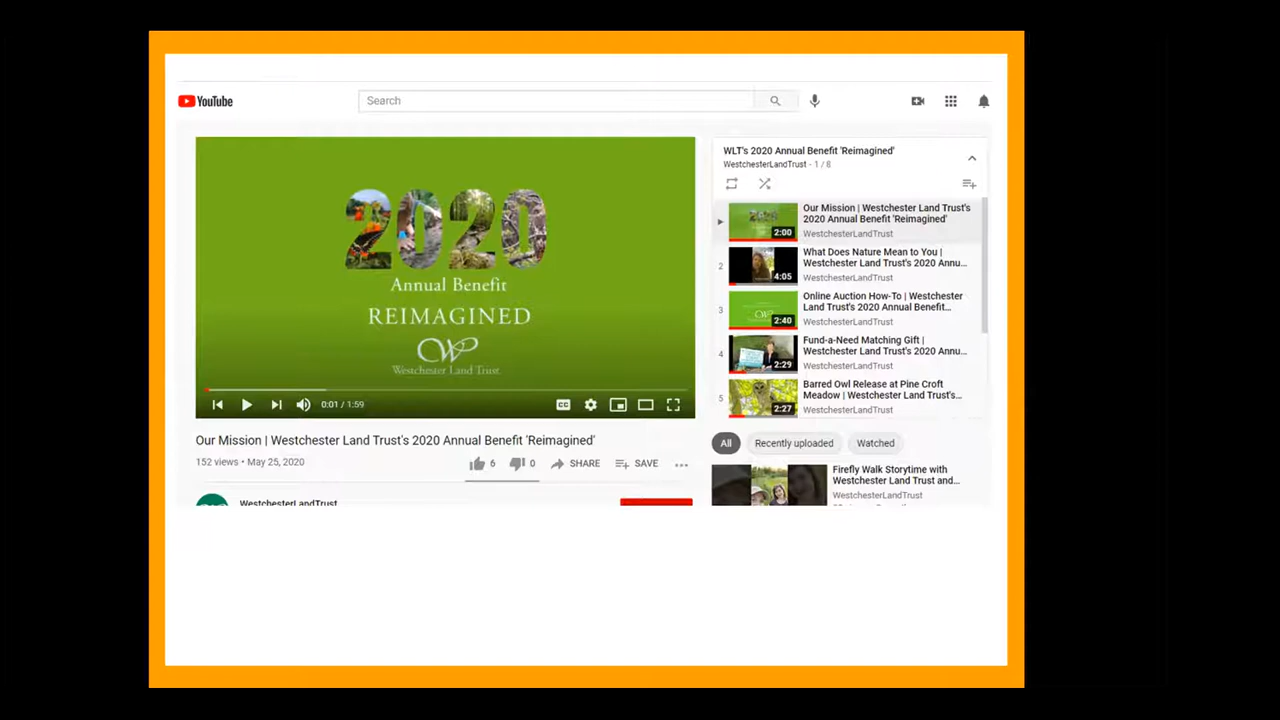 YouTube
Search
2020
Annual Benefit
REIMAGINED
W
Westchester Land Trust
0:01 / 1:59
CC
Our Mission | Westchester Land Trust's 2020 Annual Benefit 'Reimagined'
152 views • May 25, 2020
6
0
SHARE
SAVE
WestchesterLandTrust
WLT's 2020 Annual Benefit 'Reimagined'
WestchesterLandTrust - 1 / 8
Our Mission | Westchester Land Trust's
2020 Annual Benefit 'Reimagined'
WestchesterLandTrust
2:00
2
What Does Nature Mean to You |
Westchester Land Trust's 2020 Annu...
WestchesterLandTrust
4:05
3
Online Auction How-To | Westchester
Land Trust's 2020 Annual Benefit...
WestchesterLandTrust
2:40
4
Fund-a-Need Matching Gift |
Westchester Land Trust's 2020 Annu...
WestchesterLandTrust
2:29
5
Barred Owl Release at Pine Croft
Meadow | Westchester Land Trust's...
WestchesterLandTrust
2:27
All
Recently uploaded
Watched
Firefly Walk Storytime with
Westchester Land Trust and...
WestchesterLandTrust